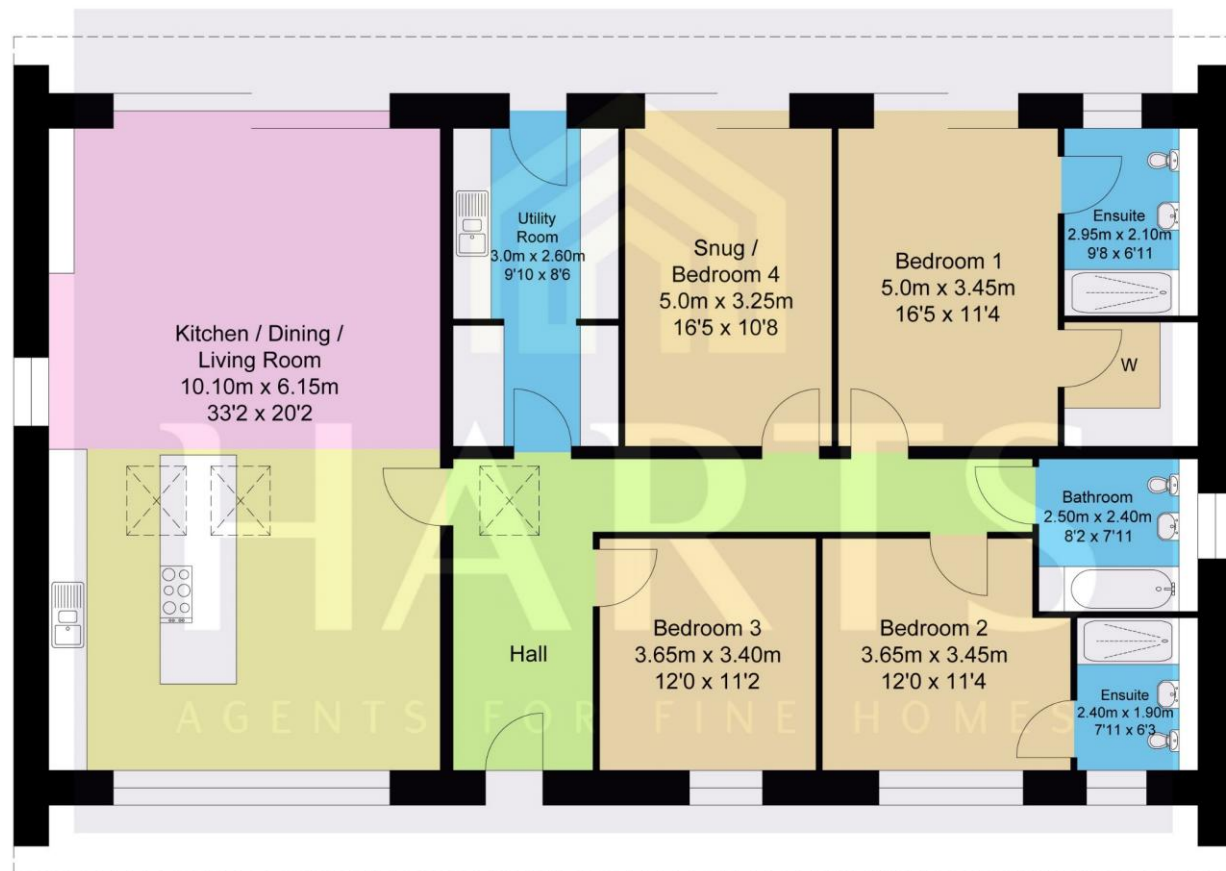 Kitchen / Dining /
Living Room
10.10m x 6.15m
33'2 x 20'2
Utility
Room
3.0m x 2.60m
9'10 x 8'6
Snug /
Bedroom 4
5.0m x 3.25m
16'5 x 10'8
Bedroom 1
5.0m x 3.45m
16'5 x 11'4
Ensuite
2.95m x 2.10m
9'8 x 6'11
W
Bathroom
2.50m x 2.40m
8'2 x 7'11
Hall
Bedroom 3
3.65m x 3.40m
12'0 x 11'2
Bedroom 2
3.65m x 3.45m
12'0 x 11'4
Ensuite
2.40m x 1.90m
7'11 x 6'3
HARTS
AGENTS FOR FINE HOMES